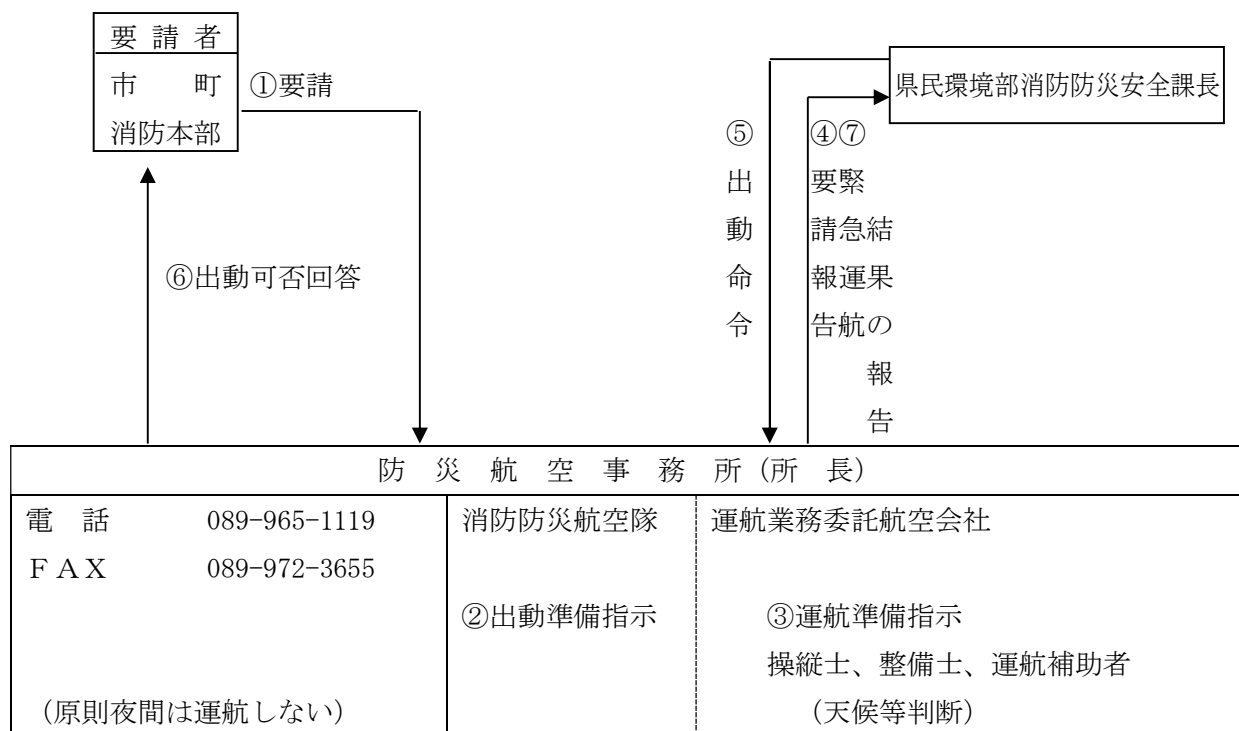 要請者
市　町
消防本部
①要請
県民環境部消防防災安全課長
⑤出動命令
④要請報告
⑦緊急運航
結果の報告
⑥出動可否回答
防災航空事務所(所長)
電話　089-965-1119
ＦＡＸ　089-972-3655
(原則夜間は運航しない)
消防防災航空隊
②出動準備指示
運航業務委託航空会社
③運航準備指示
操縦士、整備士、運航補助者
(天候等判断)